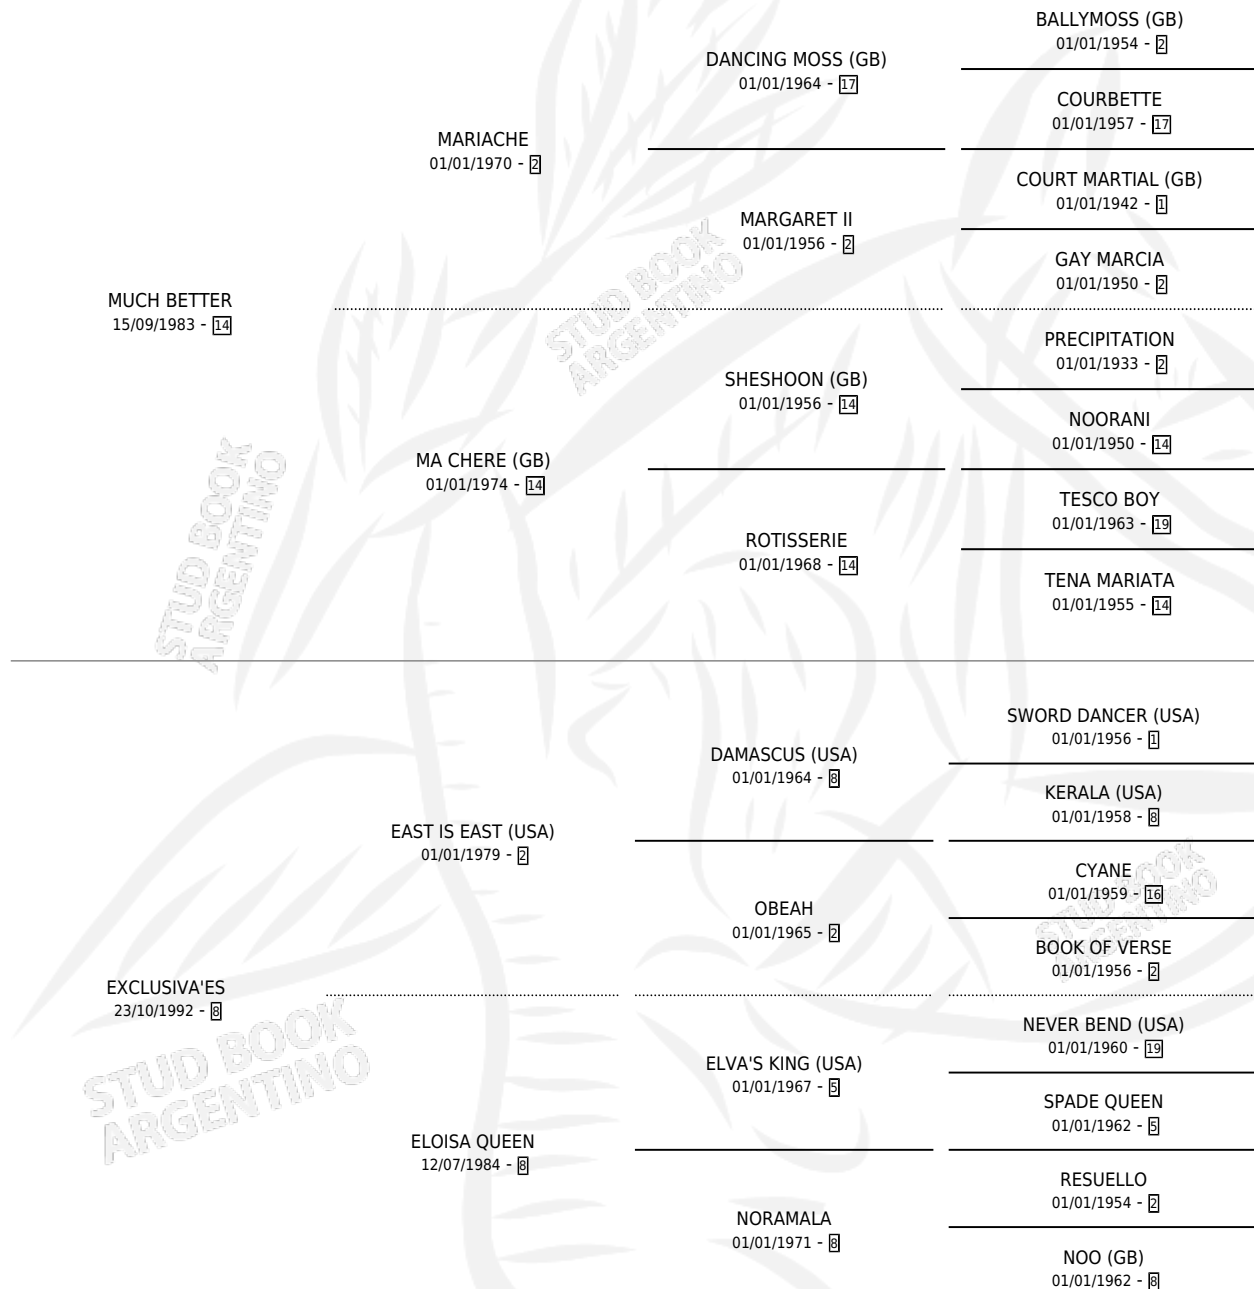 BALLYMOSS (GB)
01/01/1954 - 2
DANCING MOSS (GB)
01/01/1964 - 17
COURBETTE
01/01/1957 - 17
MARIACHE
01/01/1970 - 2
COURT MARTIAL (GB)
01/01/1942 - 1
MARGARET II
01/01/1956 - 2
GAY MARCIA
01/01/1950 - 2
MUCH BETTER
15/09/1983 - 14
PRECIPITATION
01/01/1933 - 2
SHESHOON (GB)
01/01/1956 - 14
NOORANI
01/01/1950 - 14
MA CHERE (GB)
01/01/1974 - 14
TESCO BOY
01/01/1963 - 19
ROTISSERIE
01/01/1968 - 14
TENA MARIATA
01/01/1955 - 14
SWORD DANCER (USA)
01/01/1956 - 1
DAMASCUS (USA)
01/01/1964 - 8
KERALA (USA)
01/01/1958 - 8
EAST IS EAST (USA)
01/01/1979 - 2
CYANE
01/01/1959 - 16
OBEAH
01/01/1965 - 2
BOOK OF VERSE
01/01/1956 - 2
EXCLUSIVA'ES
23/10/1992 - 8
NEVER BEND (USA)
01/01/1960 - 19
ELVA'S KING (USA)
01/01/1967 - 5
SPADE QUEEN
01/01/1962 - 5
ELOISA QUEEN
12/07/1984 - 8
RESUELLO
01/01/1954 - 2
NORAMALA
01/01/1971 - 8
NOO (GB)
01/01/1962 - 8
STUD BOOK
ARGENTINO
STUD BOOK
ARGENTINO
STUD BOOK
ARGENTINO
STUD BOOK
ARGENTINO